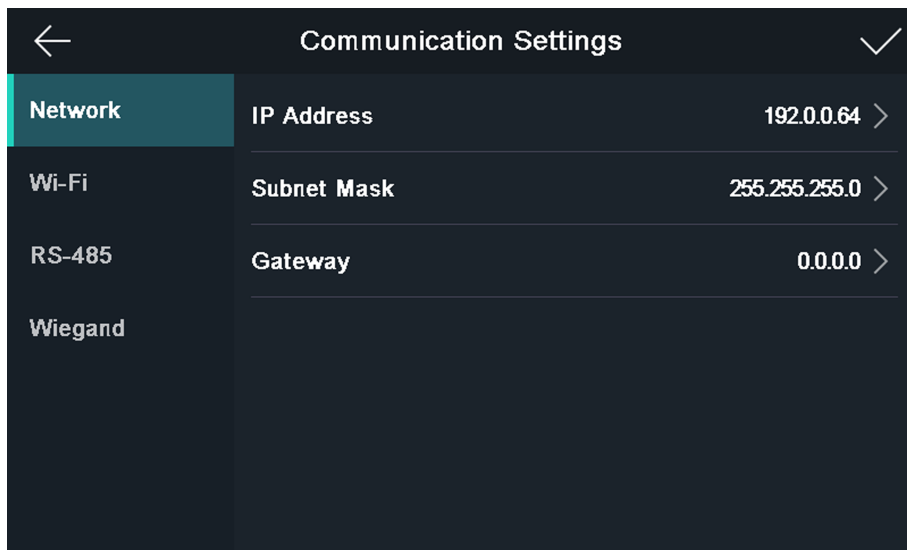 Communication Settings
Network
Wi-Fi
RS-485
Wiegand
IP Address 192.0.0.64
Subnet Mask 255.255.255.0
Gateway 0.0.0.0